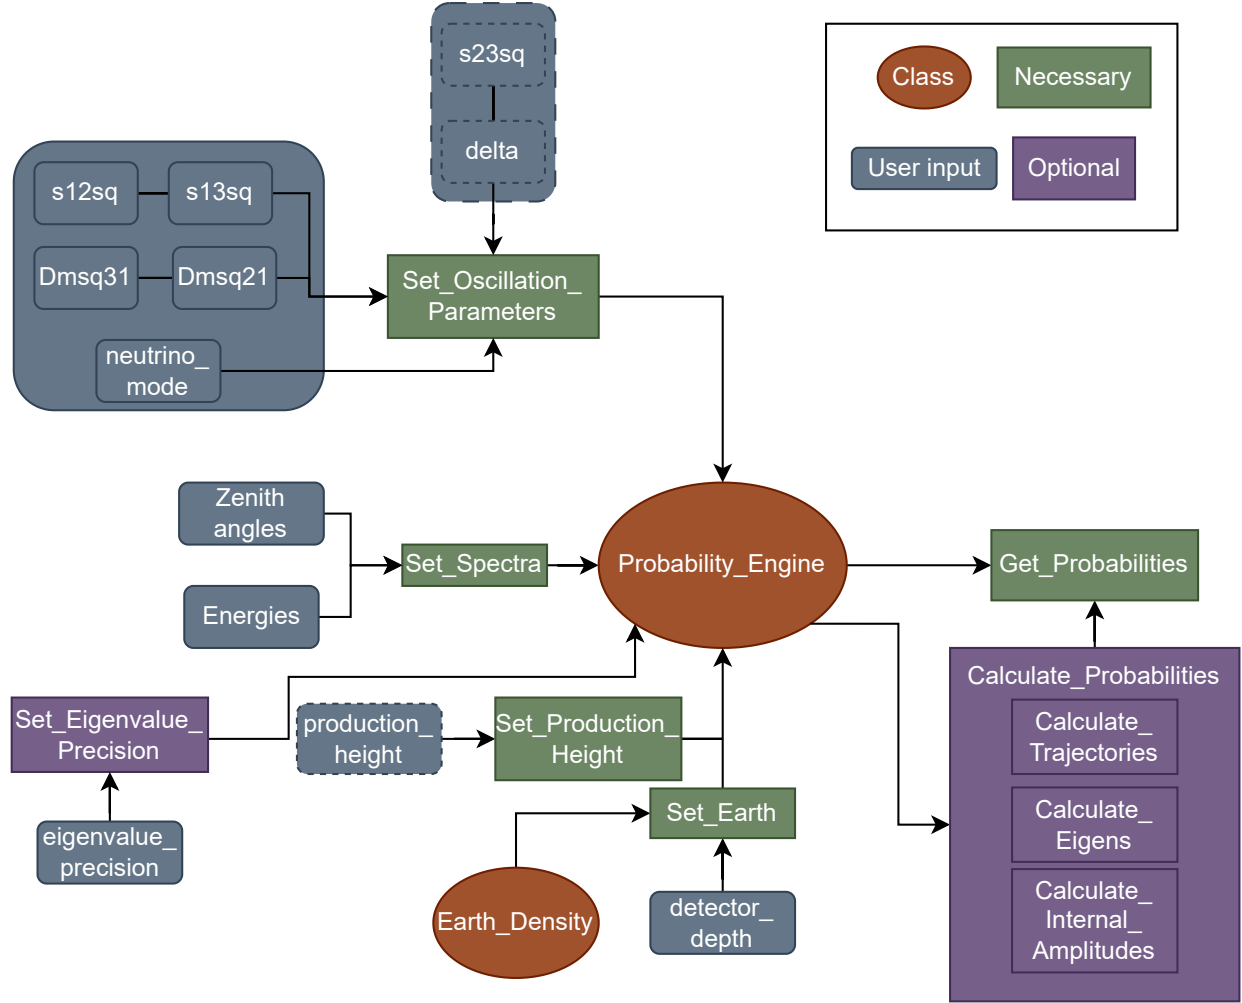 s23sq
delta
Class
Necessary
User input
Optional
s12sq
s13sq
Dmsq31
Dmsq21
neutrino_
mode
Set_Oscillation_
Parameters
Zenith
angles
Energies
Set_Spectra
Probability_Engine
Get_Probabilities
Set_Eigenvalue_
Precision
production_
height
Set_Production_
Height
eigenvalue_
precision
Set_Earth
Earth_Density
detector_
depth
Calculate_Probabilities
Calculate_
Trajectories
Calculate_
Eigens
Calculate_
Internal_
Amplitudes